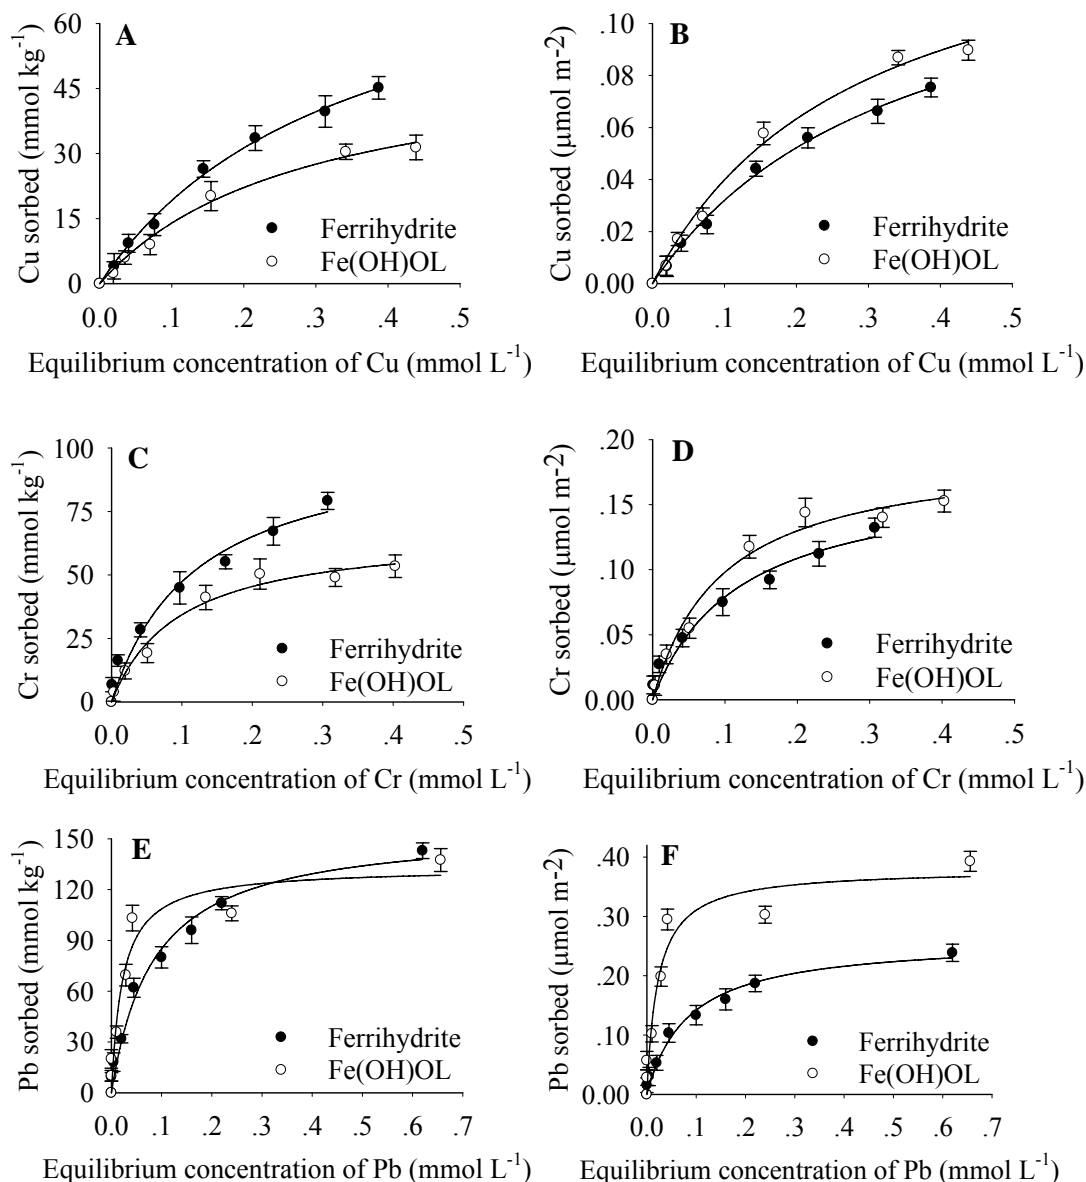 A
Cu sorbed (mmol kg-1)
60
45
30
15
0
Ferrihydrite
Fe(OH)OL
0.0 .1 .2 .3 .4 .5
Equilibrium concentration of Cu (mmol L-1)
B
Cu sorbed (µmol m-2)
.10
.08
.06
.04
.02
0.00
Ferrihydrite
Fe(OH)OL
0.0 .1 .2 .3 .4 .5
Equilibrium concentration of Cu (mmol L-1)
C
Cr sorbed (mmol kg-1)
100
75
50
25
0
Ferrihydrite
Fe(OH)OL
0.0 .1 .2 .3 .4 .5
Equilibrium concentration of Cr (mmol L-1)
D
Cr sorbed (µmol m-2)
.20
.15
.10
.05
0.00
Ferrihydrite
Fe(OH)OL
0.0 .1 .2 .3 .4 .5
Equilibrium concentration of Cr (mmol L-1)
E
Pb sorbed (mmol kg-1)
150
120
90
60
30
0
Ferrihydrite
Fe(OH)OL
0.0 .1 .2 .3 .4 .5 .6 .7
Equilibrium concentration of Pb (mmol L-1)
F
Pb sorbed (µmol m-2)
.40
.30
.20
.10
0.00
Ferrihydrite
Fe(OH)OL
0.0 .1 .2 .3 .4 .5 .6 .7
Equilibrium concentration of Pb (mmol L-1)